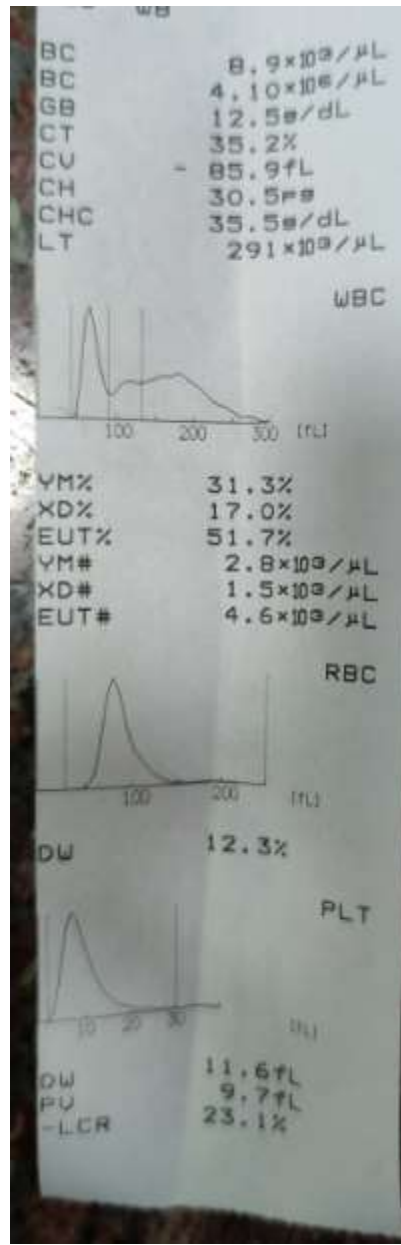 WB
BC 8.9×10³/µL
BC 4.10×10⁶/µL
GB 12.5g/dL
CT 35.2%
CV - 85.9fL
CH 30.5pg
CHC 35.5g/dL
LT 291×10³/µL
WBC
100 200 300 [fL]
YM% 31.3%
XD% 17.0%
EUT% 51.7%
YM# 2.8×10³/µL
XD# 1.5×10³/µL
EUT# 4.6×10³/µL
RBC
100 200 [fL]
DW 12.3%
PLT
10 20 30 [fL]
DW 11.6fL
PV 9.7fL
-LCR 23.1%